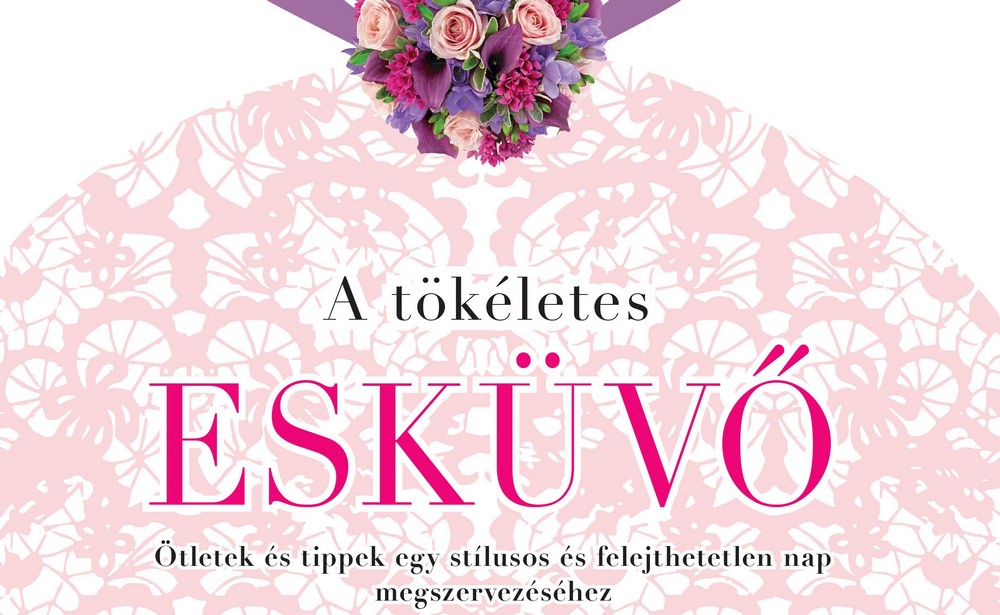 A tökéletes
ESKÜVŐ
Ötletek és tippek egy stílusos és felejthetetlen nap
megszervezéséhez